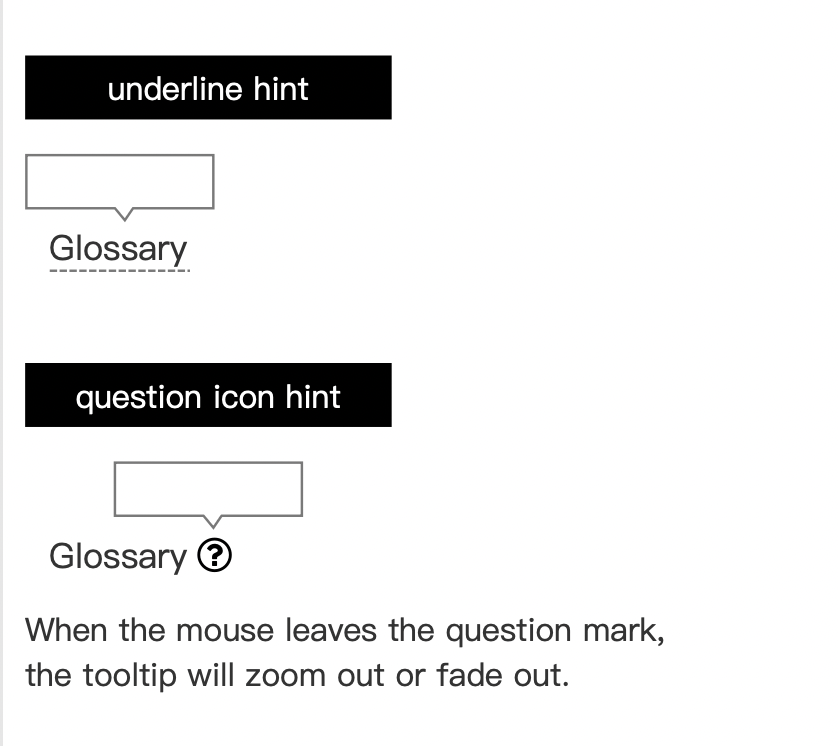 underline hint
Glossary
question icon hint
Glossary ?
When the mouse leaves the question mark,
the tooltip will zoom out or fade out.